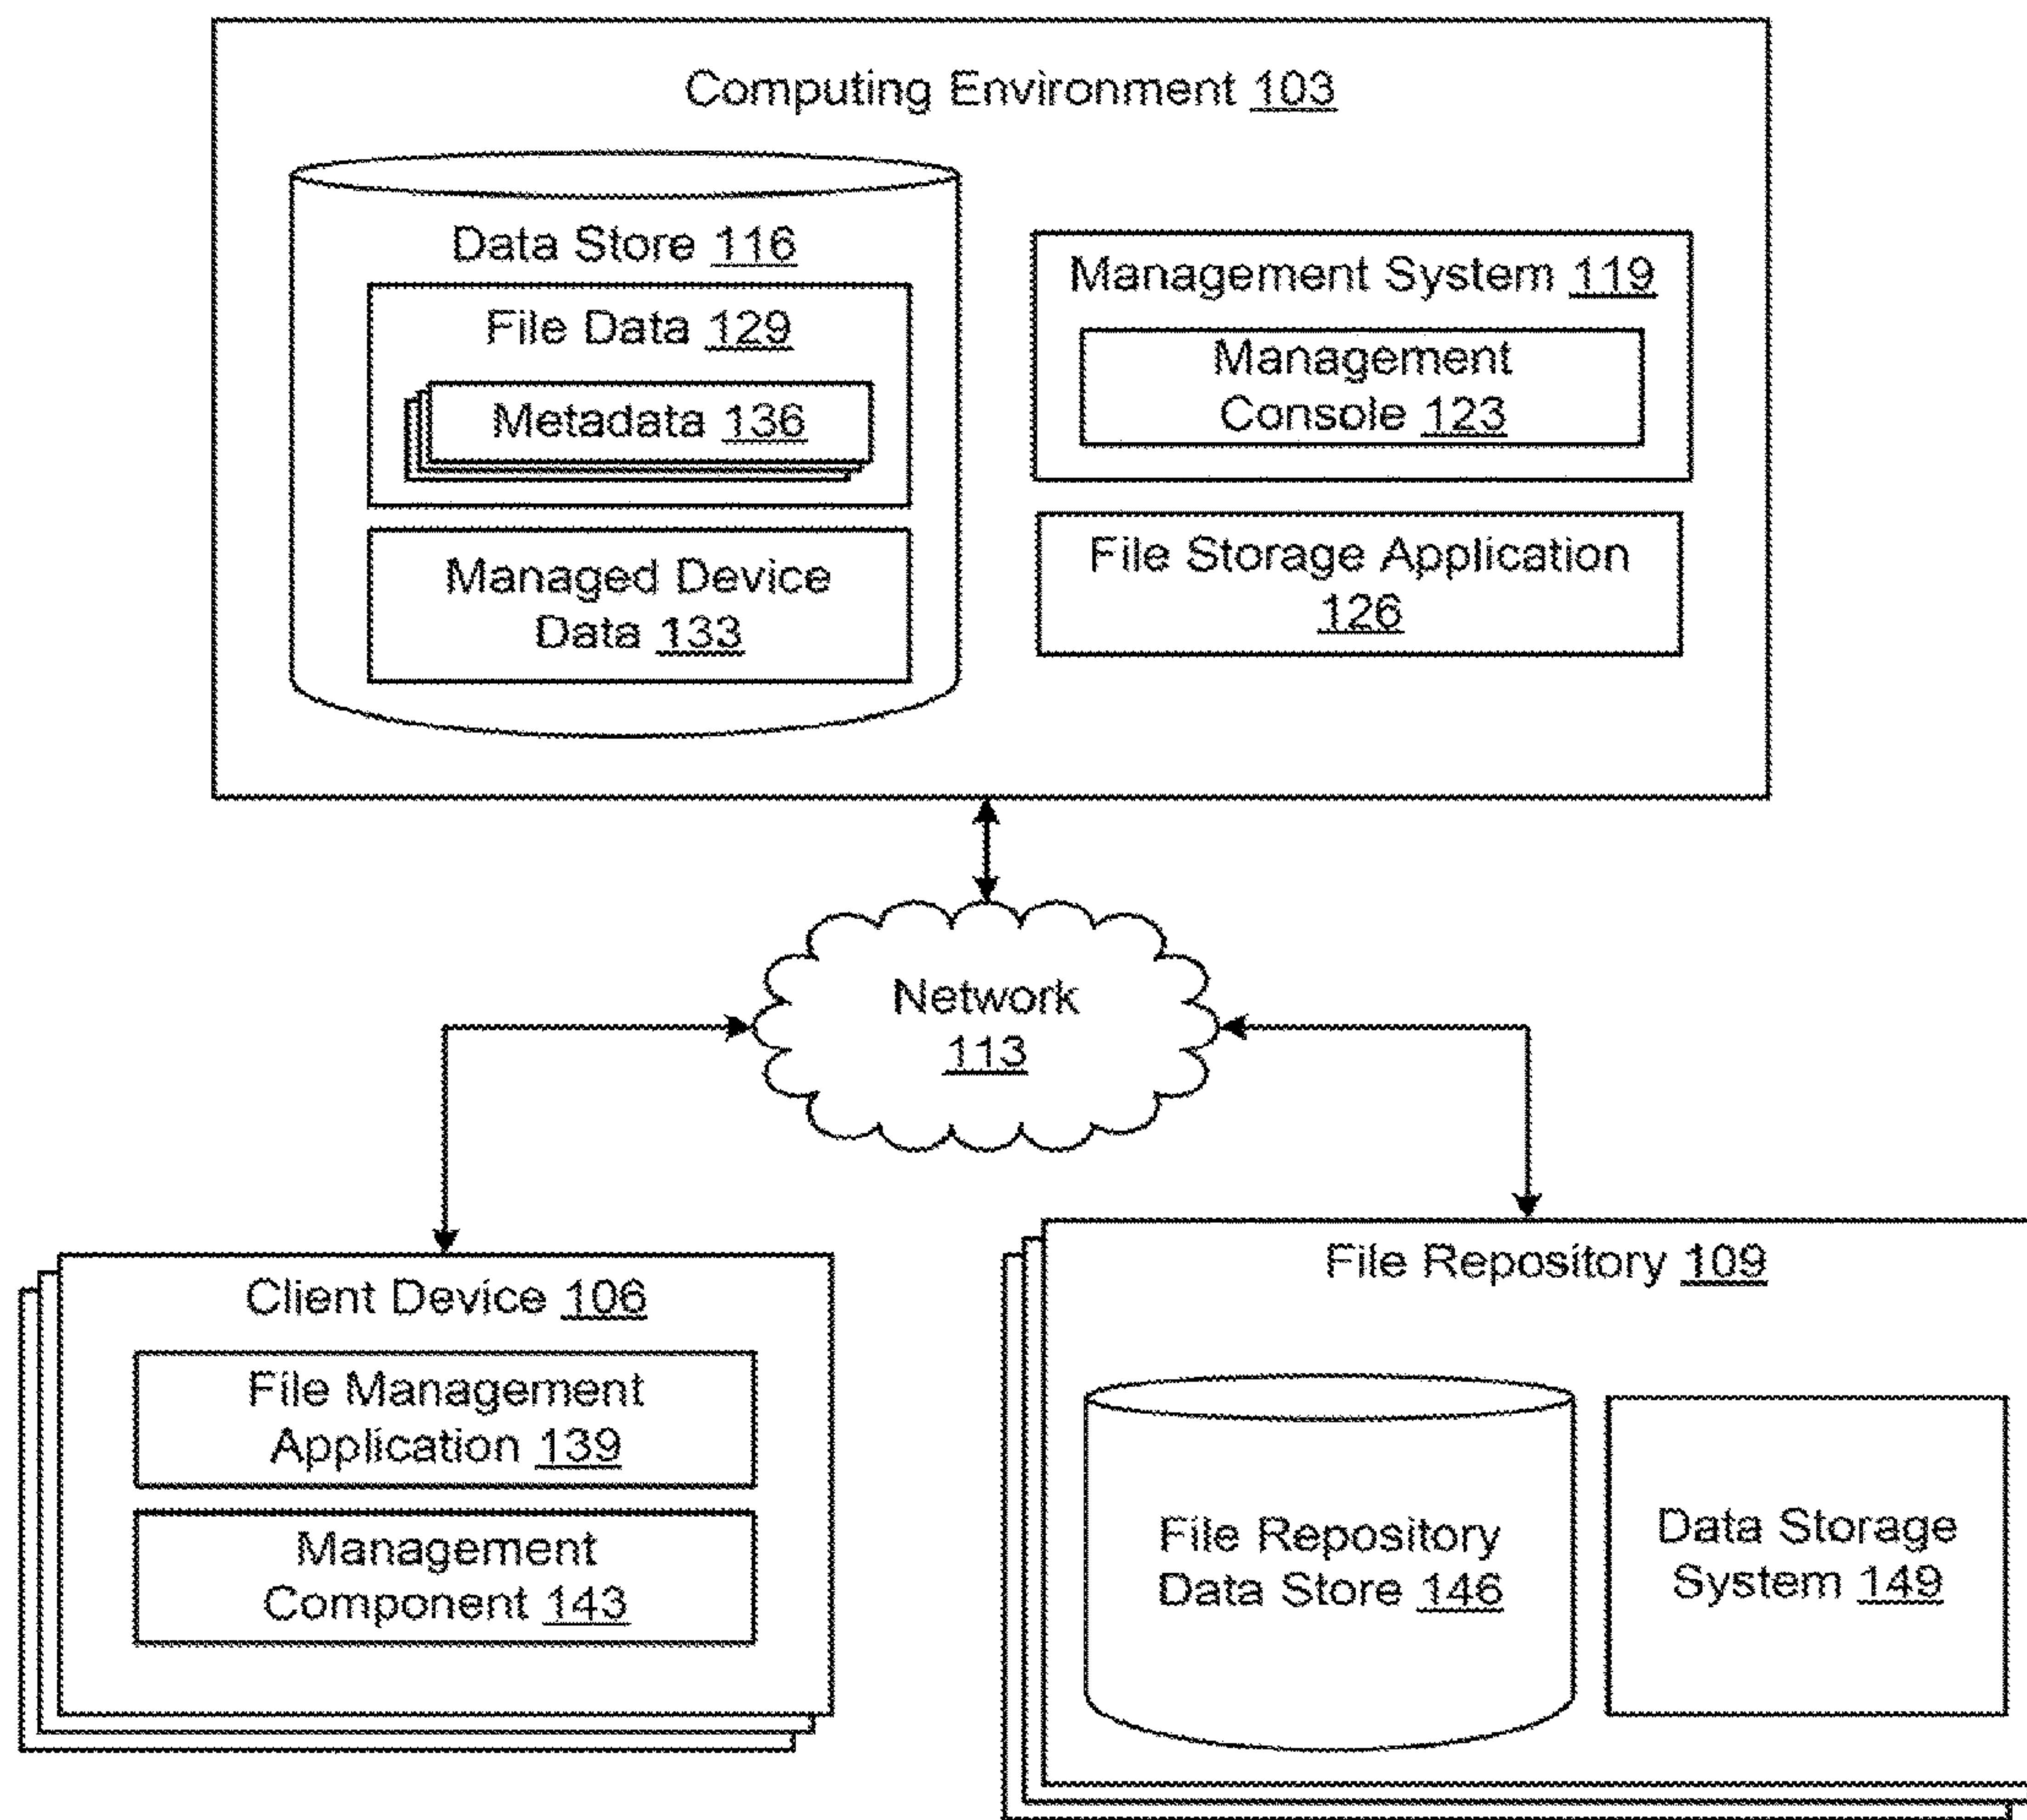 Computing Environment 103
Data Store 116
File Data 129
Metadata 136
Managed Device
Data 133
Management System 119
Management
Console 123
File Storage Application
126
Network
113
Client Device 106
File Management
Application 139
Management
Component 143
File Repository 109
File Repository
Data Store 146
Data Storage
System 149